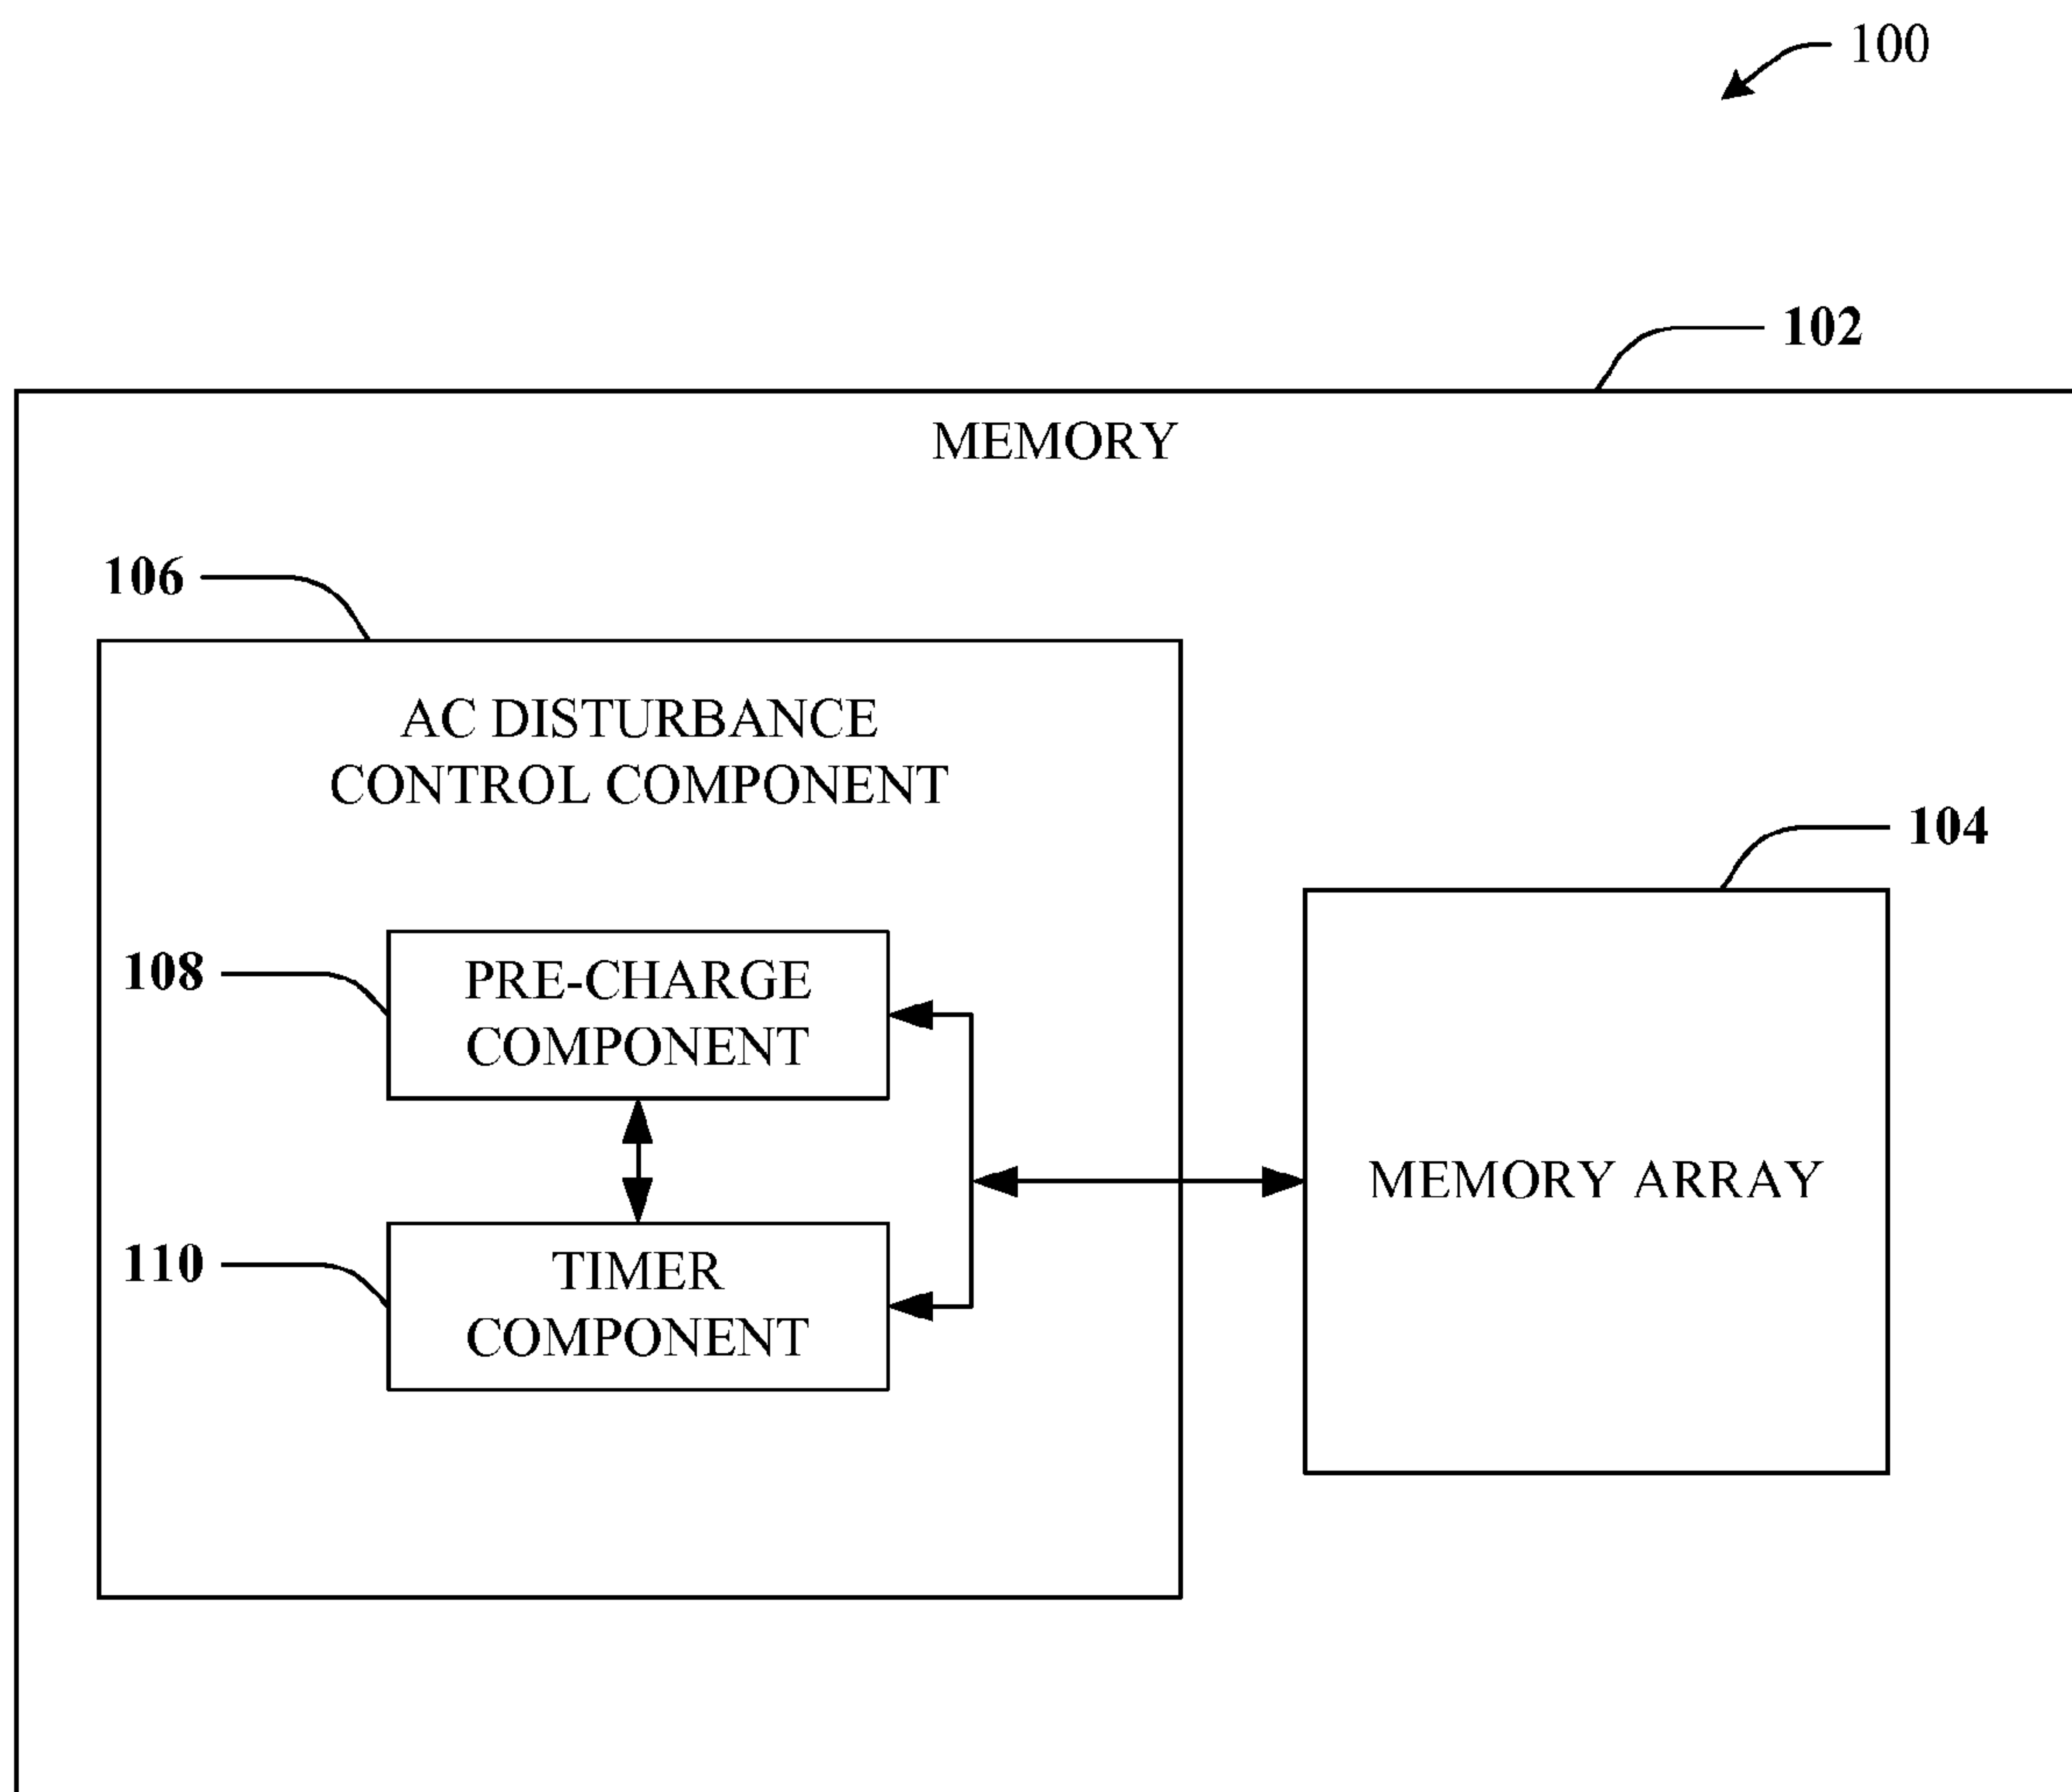 100
102
MEMORY
106
AC DISTURBANCE
CONTROL COMPONENT
104
108
PRE-CHARGE
COMPONENT
MEMORY ARRAY
110
TIMER
COMPONENT